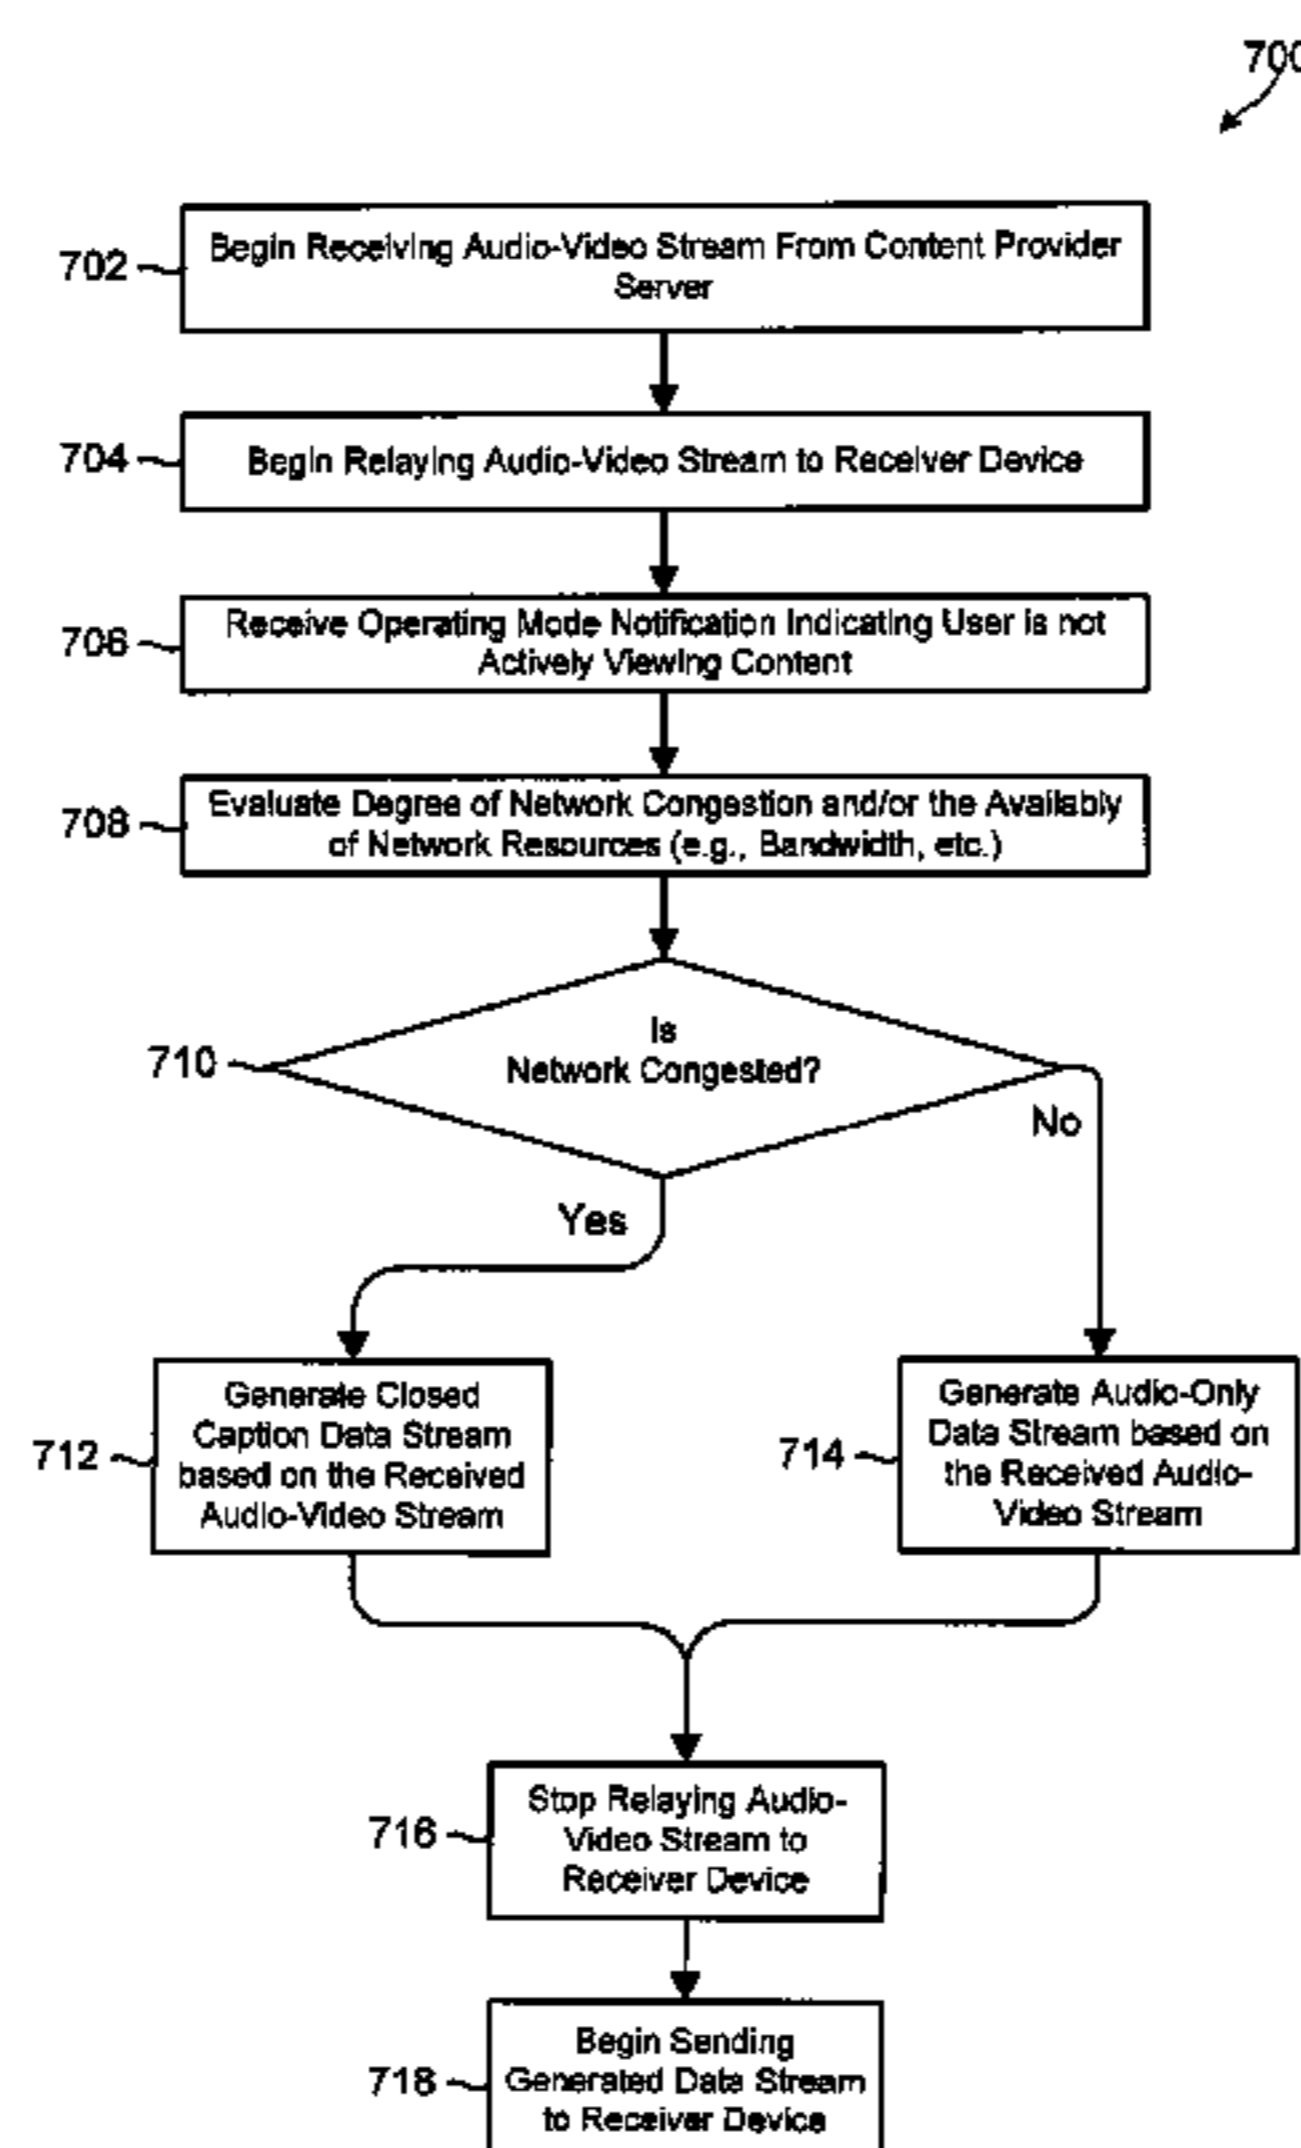 700
702
Begin Receiving Audio-Video Stream From Content Provider
Server
704
Begin Relaying Audio-Video Stream to Receiver Device
706
Receive Operating Mode Notification Indicating User is not
Actively Viewing Content
708
Evaluate Degree of Network Congestion and/or the Availably
of Network Resources (e.g., Bandwidth, etc.)
710
Is
Network Congested?
No
Yes
712
Generate Closed
Caption Data Stream
based on the Received
Audio-Video Stream
714
Generate Audio-Only
Data Stream based on
the Received Audio-
Video Stream
716
Stop Relaying Audio-
Video Stream to
Receiver Device
718
Begin Sending
Generated Data Stream
to Receiver Device